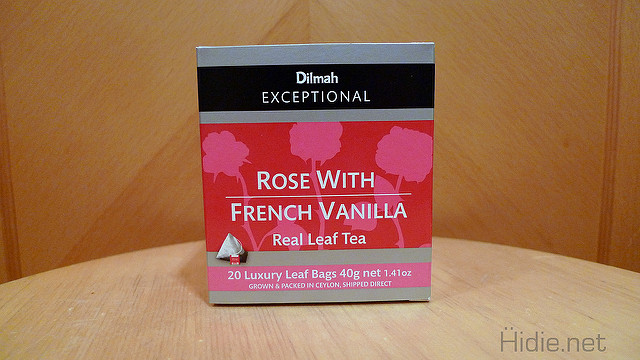 Dilmah
EXCEPTIONAL
ROSE WITH
FRENCH VANILLA
Real Leaf Tea
20 Luxury Leaf Bags 40g net 1.41oz
GROWN & PACKED IN CEYLON, SHIPPED DIRECT
Hidie.net